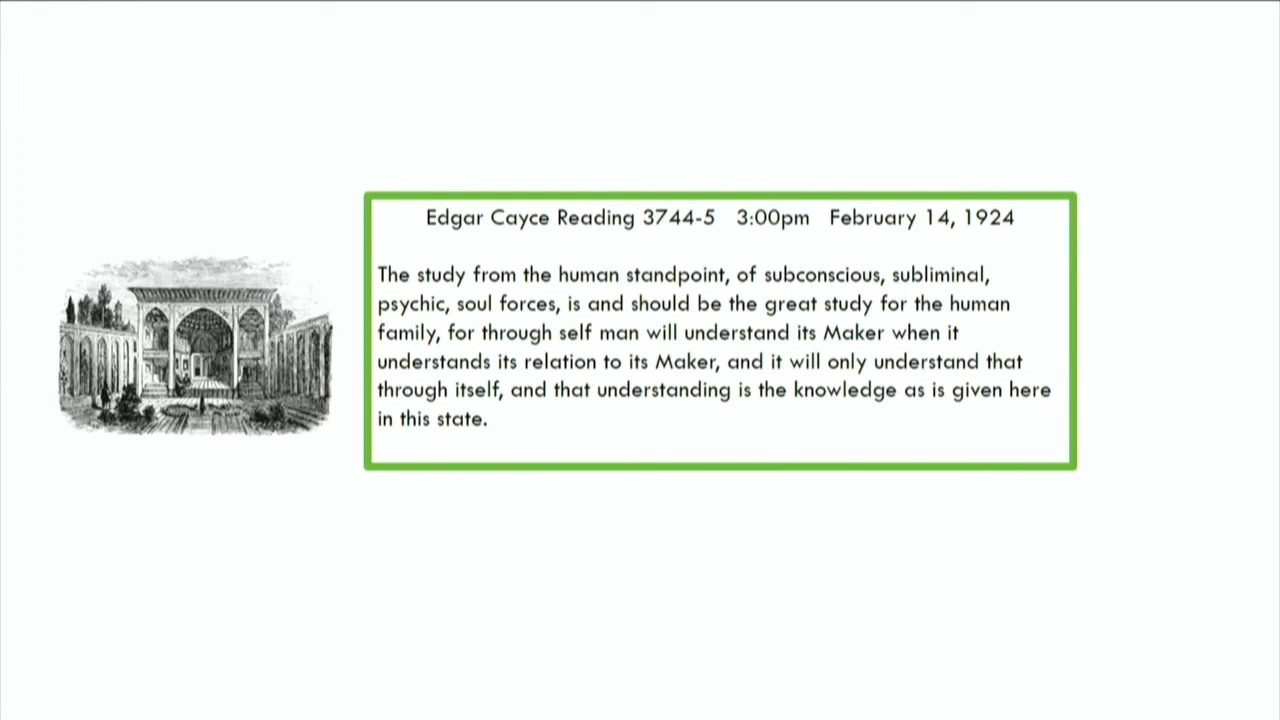 Edgar Cayce Reading 3744-5 3:00pm February 14, 1924
The study from the human standpoint, of subconscious, subliminal,
psychic, soul forces, is and should be the great study for the human
family, for through self man will understand its Maker when it
understands its relation to its Maker, and it will only understand that
through itself, and that understanding is the knowledge as is given here
in this state.